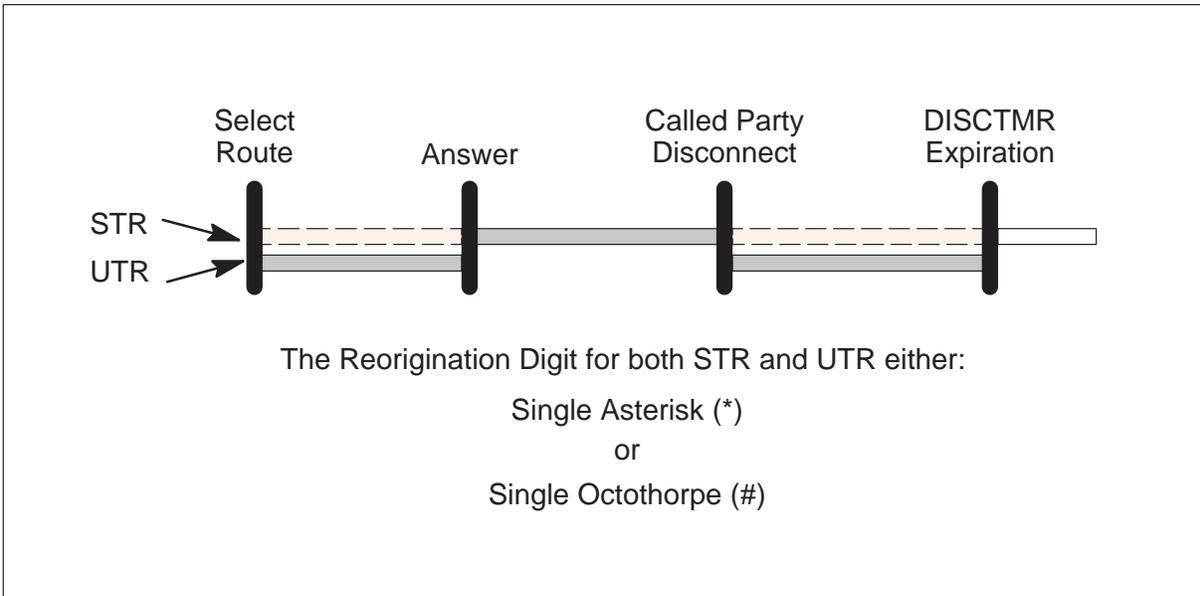 Select
Route
Answer
Called Party
Disconnect
DISCTMR
Expiration
STR
UTR
The Reorigination Digit for both STR and UTR either:
Single Asterisk (*)
or
Single Octothorpe (#)